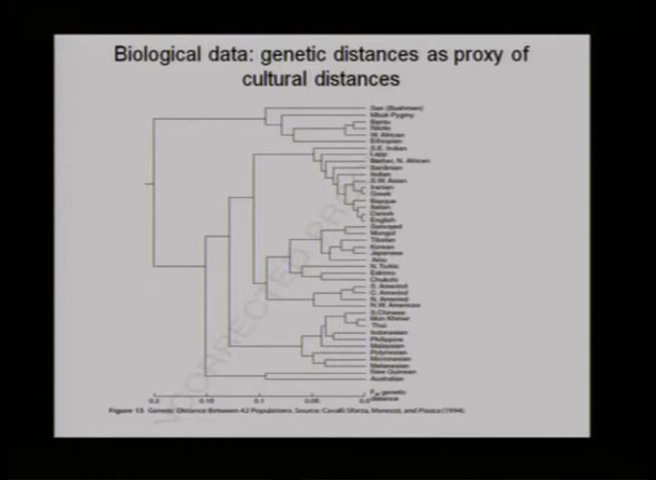 Biological data: genetic distances as proxy of
cultural distances
San (Bushmen)
Mbuti Pygmy
Bantu
Nilotic
W. African
Ethiopian
S.E. Indian
Lapp
Berber, N. African
Sardinian
Indian
S.W. Asian
Iranian
Greek
Basque
Italian
Danish
English
Samoyed
Mongol
Tibetan
Korean
Japanese
Ainu
N. Turkic
Eskimo
Chukchi
S. Amerind
C. Amerind
N. Amerind
N.W. American
S. Chinese
Mon Khmer
Thai
Indonesian
Philippine
Malaysian
Polynesian
Micronesian
Melanesian
New Guinean
Australian
0.2 0.15 0.1 0.05 0.0
genetic
distance
Figure 15 Genetic Distance Between 42 Populations. Source: Cavalli-Sforza, Menozzi, and Piazza (1994)